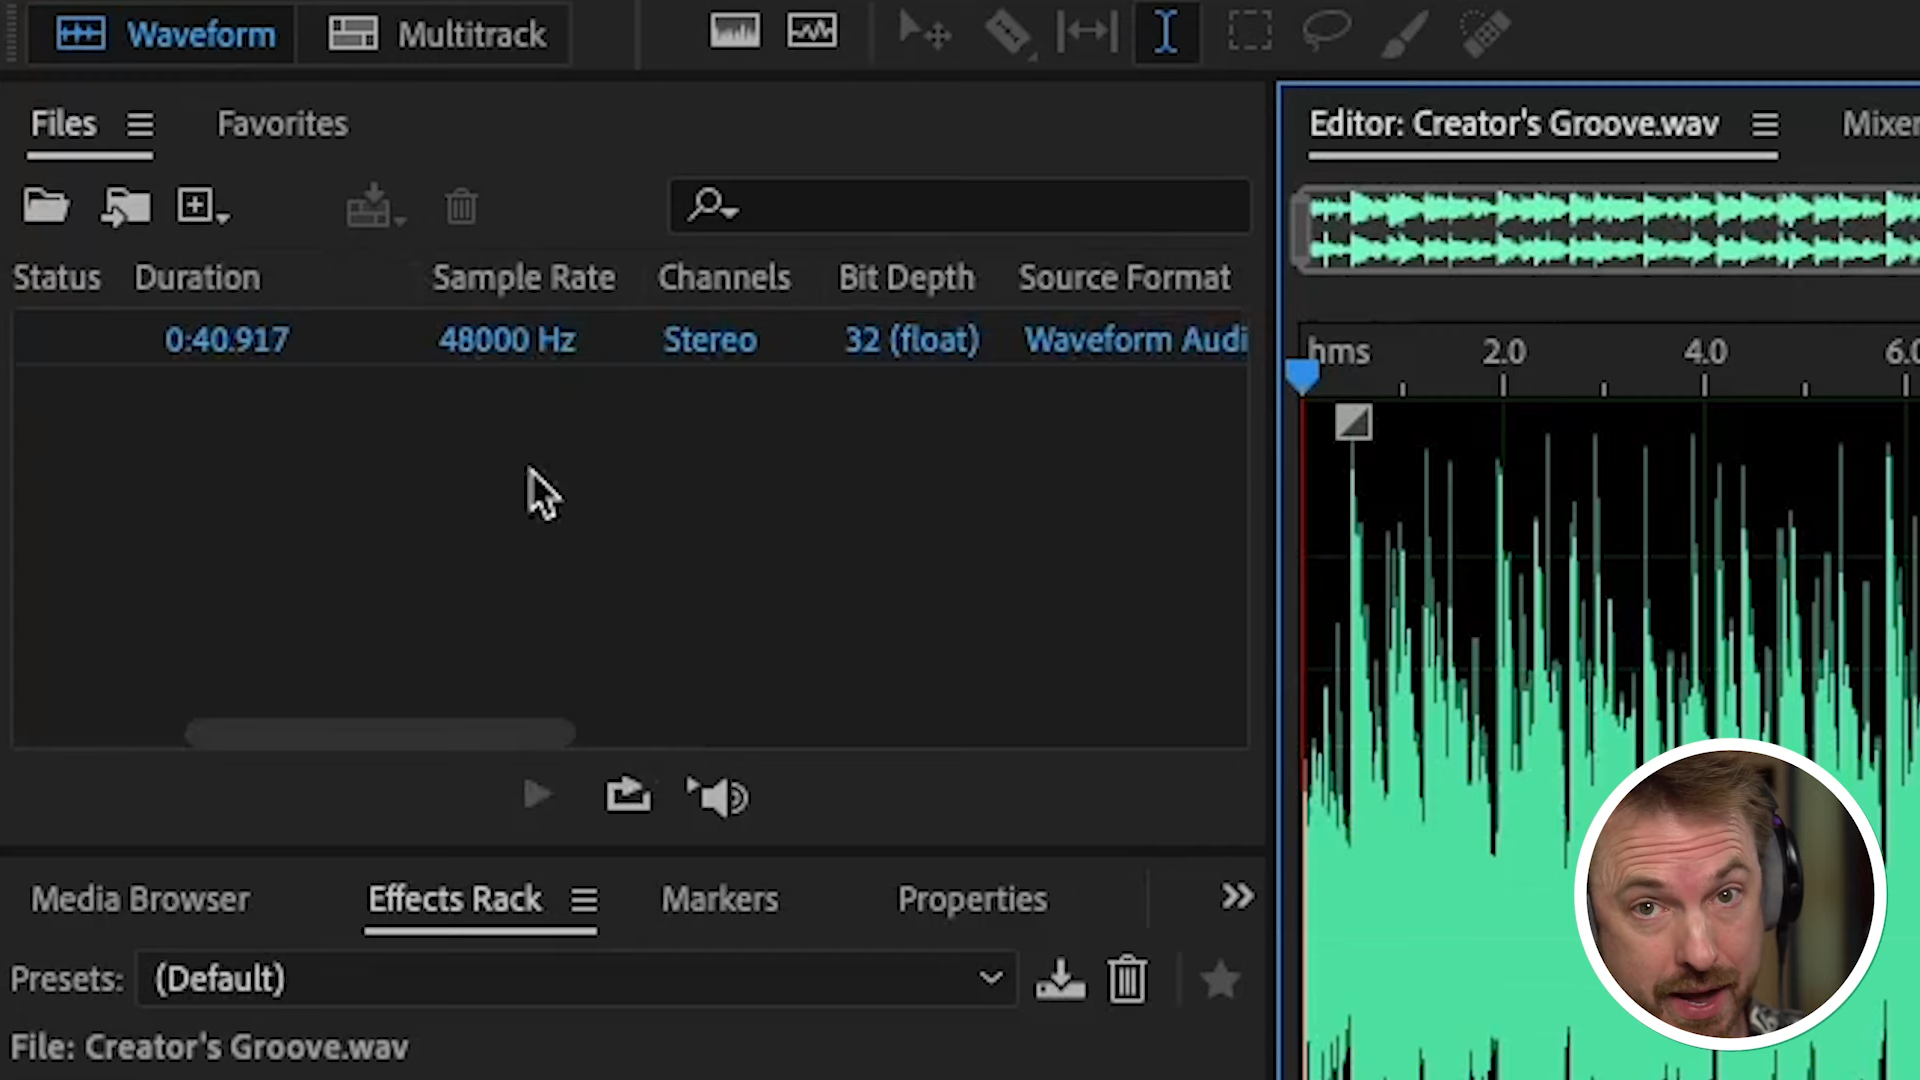 Waveform Multitrack
Files Favorites
Editor: Creator's Groove.wav Mixer
Status Duration Sample Rate Channels Bit Depth Source Format
0:40.917 48000 Hz Stereo 32 (float) Waveform Audi
hms 2.0 4.0 6.0
Media Browser Effects Rack Markers Properties
Presets: (Default)
File: Creator's Groove.wav